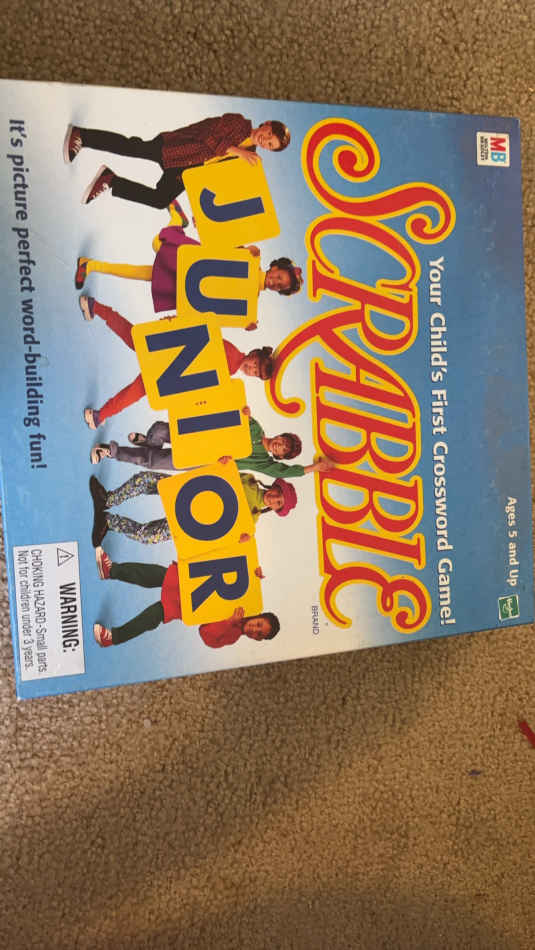 MB
MILTON
BRADLEY
Ages 5 and Up
Hasbro
Your Child's First Crossword Game!
SCRABBLE
BRAND
JUNIOR
WARNING:
CHOKING HAZARD-Small parts
Not for children under 3 years.
It's picture perfect word-building fun!